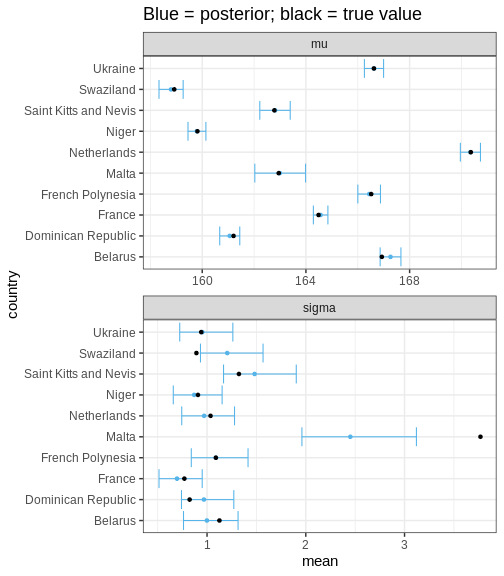 Blue = posterior; black = true value
mu
Ukraine
Swaziland
Saint Kitts and Nevis
Niger
Netherlands
Malta
French Polynesia
France
Dominican Republic
Belarus
160 164 168
country
sigma
Ukraine
Swaziland
Saint Kitts and Nevis
Niger
Netherlands
Malta
French Polynesia
France
Dominican Republic
Belarus
1 2 3
mean